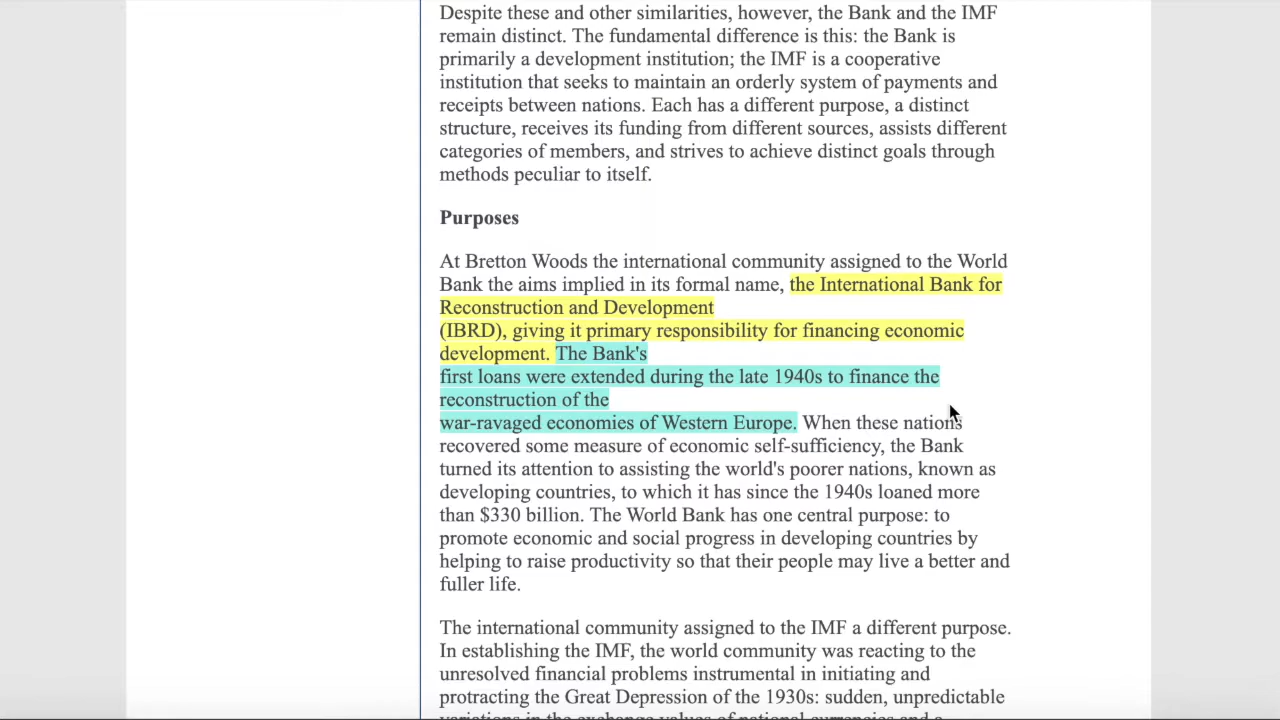 Despite these and other similarities, however, the Bank and the IMF
remain distinct. The fundamental difference is this: the Bank is
primarily a development institution; the IMF is a cooperative
institution that seeks to maintain an orderly system of payments and
receipts between nations. Each has a different purpose, a distinct
structure, receives its funding from different sources, assists different
categories of members, and strives to achieve distinct goals through
methods peculiar to itself.
Purposes
At Bretton Woods the international community assigned to the World
Bank the aims implied in its formal name, the International Bank for
Reconstruction and Development
(IBRD), giving it primary responsibility for financing economic
development. The Bank's
first loans were extended during the late 1940s to finance the
reconstruction of the
war-ravaged economies of Western Europe. When these nations
recovered some measure of economic self-sufficiency, the Bank
turned its attention to assisting the world's poorer nations, known as
developing countries, to which it has since the 1940s loaned more
than $330 billion. The World Bank has one central purpose: to
promote economic and social progress in developing countries by
helping to raise productivity so that their people may live a better and
fuller life.
The international community assigned to the IMF a different purpose.
In establishing the IMF, the world community was reacting to the
unresolved financial problems instrumental in initiating and
protracting the Great Depression of the 1930s: sudden, unpredictable
variations in the exchange values of national currencies and a